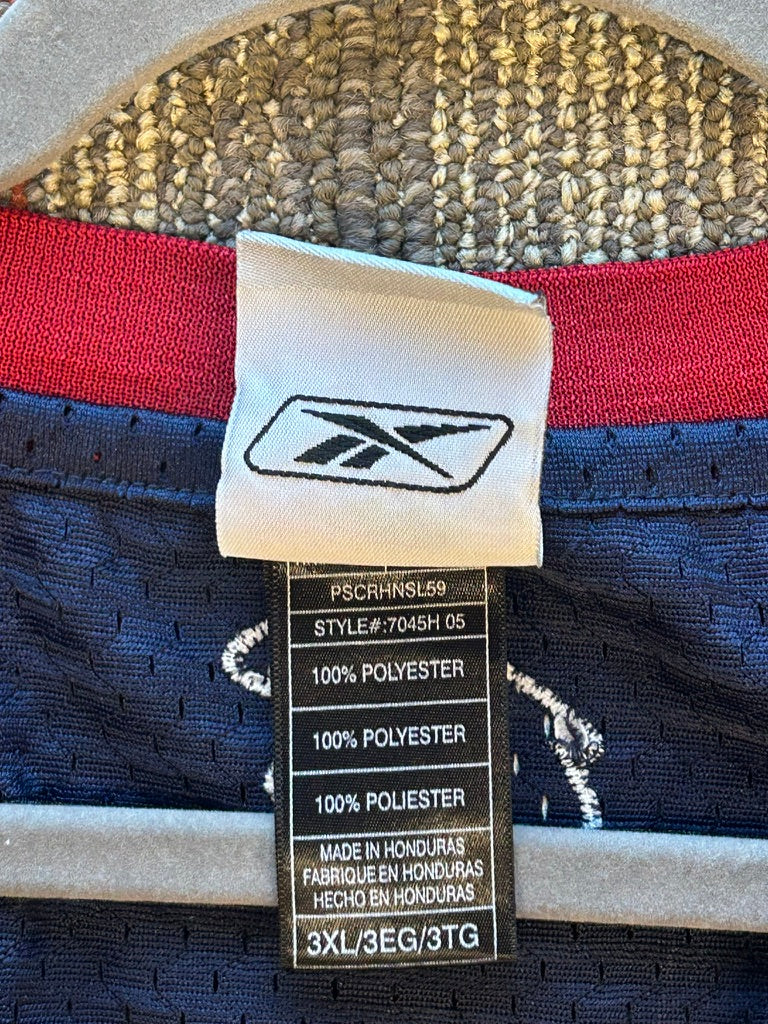 PSCRHNSL59
STYLE#:7045H 05
100% POLYESTER
100% POLYESTER
100% POLIESTER
MADE IN HONDURAS
FABRIQUE EN HONDURAS
HECHO EN HONDURAS
3XL/3EG/3TG